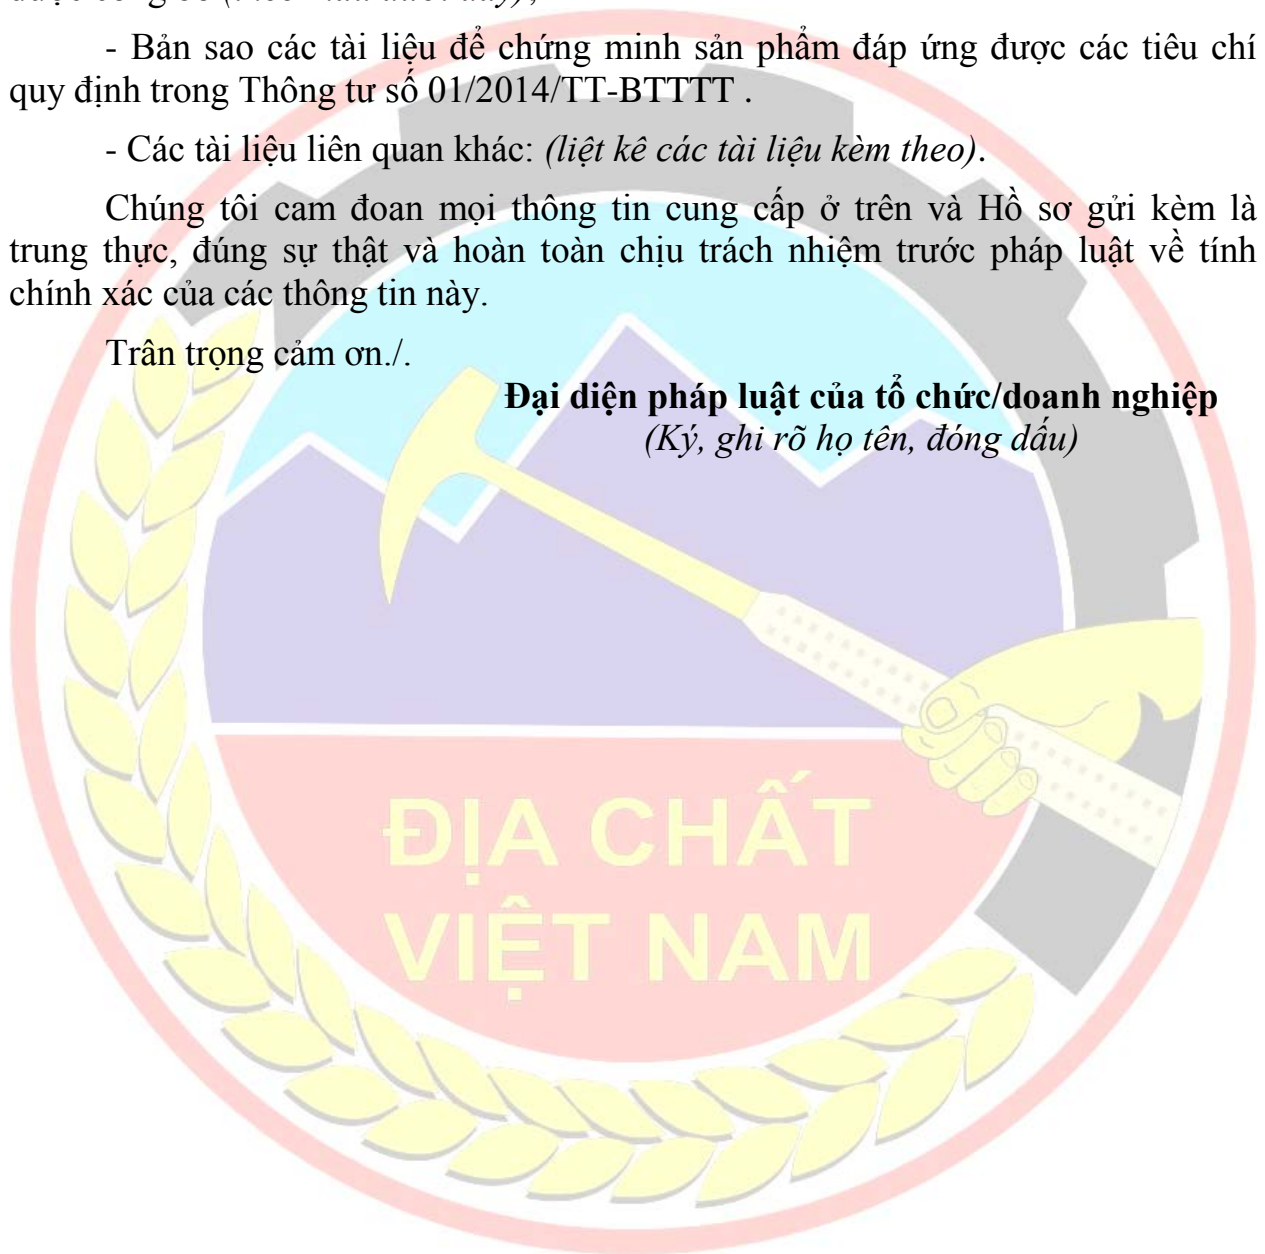 - Bản sao các tài liệu để chứng minh sản phẩm đáp ứng được các tiêu chí
quy định trong Thông tư số 01/2014/TT-BTTTT .
- Các tài liệu liên quan khác: (liệt kê các tài liệu kèm theo).
Chúng tôi cam đoan mọi thông tin cung cấp ở trên và Hồ sơ gửi kèm là
trung thực, đúng sự thật và hoàn toàn chịu trách nhiệm trước pháp luật về tính
chính xác của các thông tin này.
Trân trọng cảm ơn./.
Đại diện pháp luật của tổ chức/doanh nghiệp
(Ký, ghi rõ họ tên, đóng dấu)
ĐỊA CHẤT
VIỆT NAM